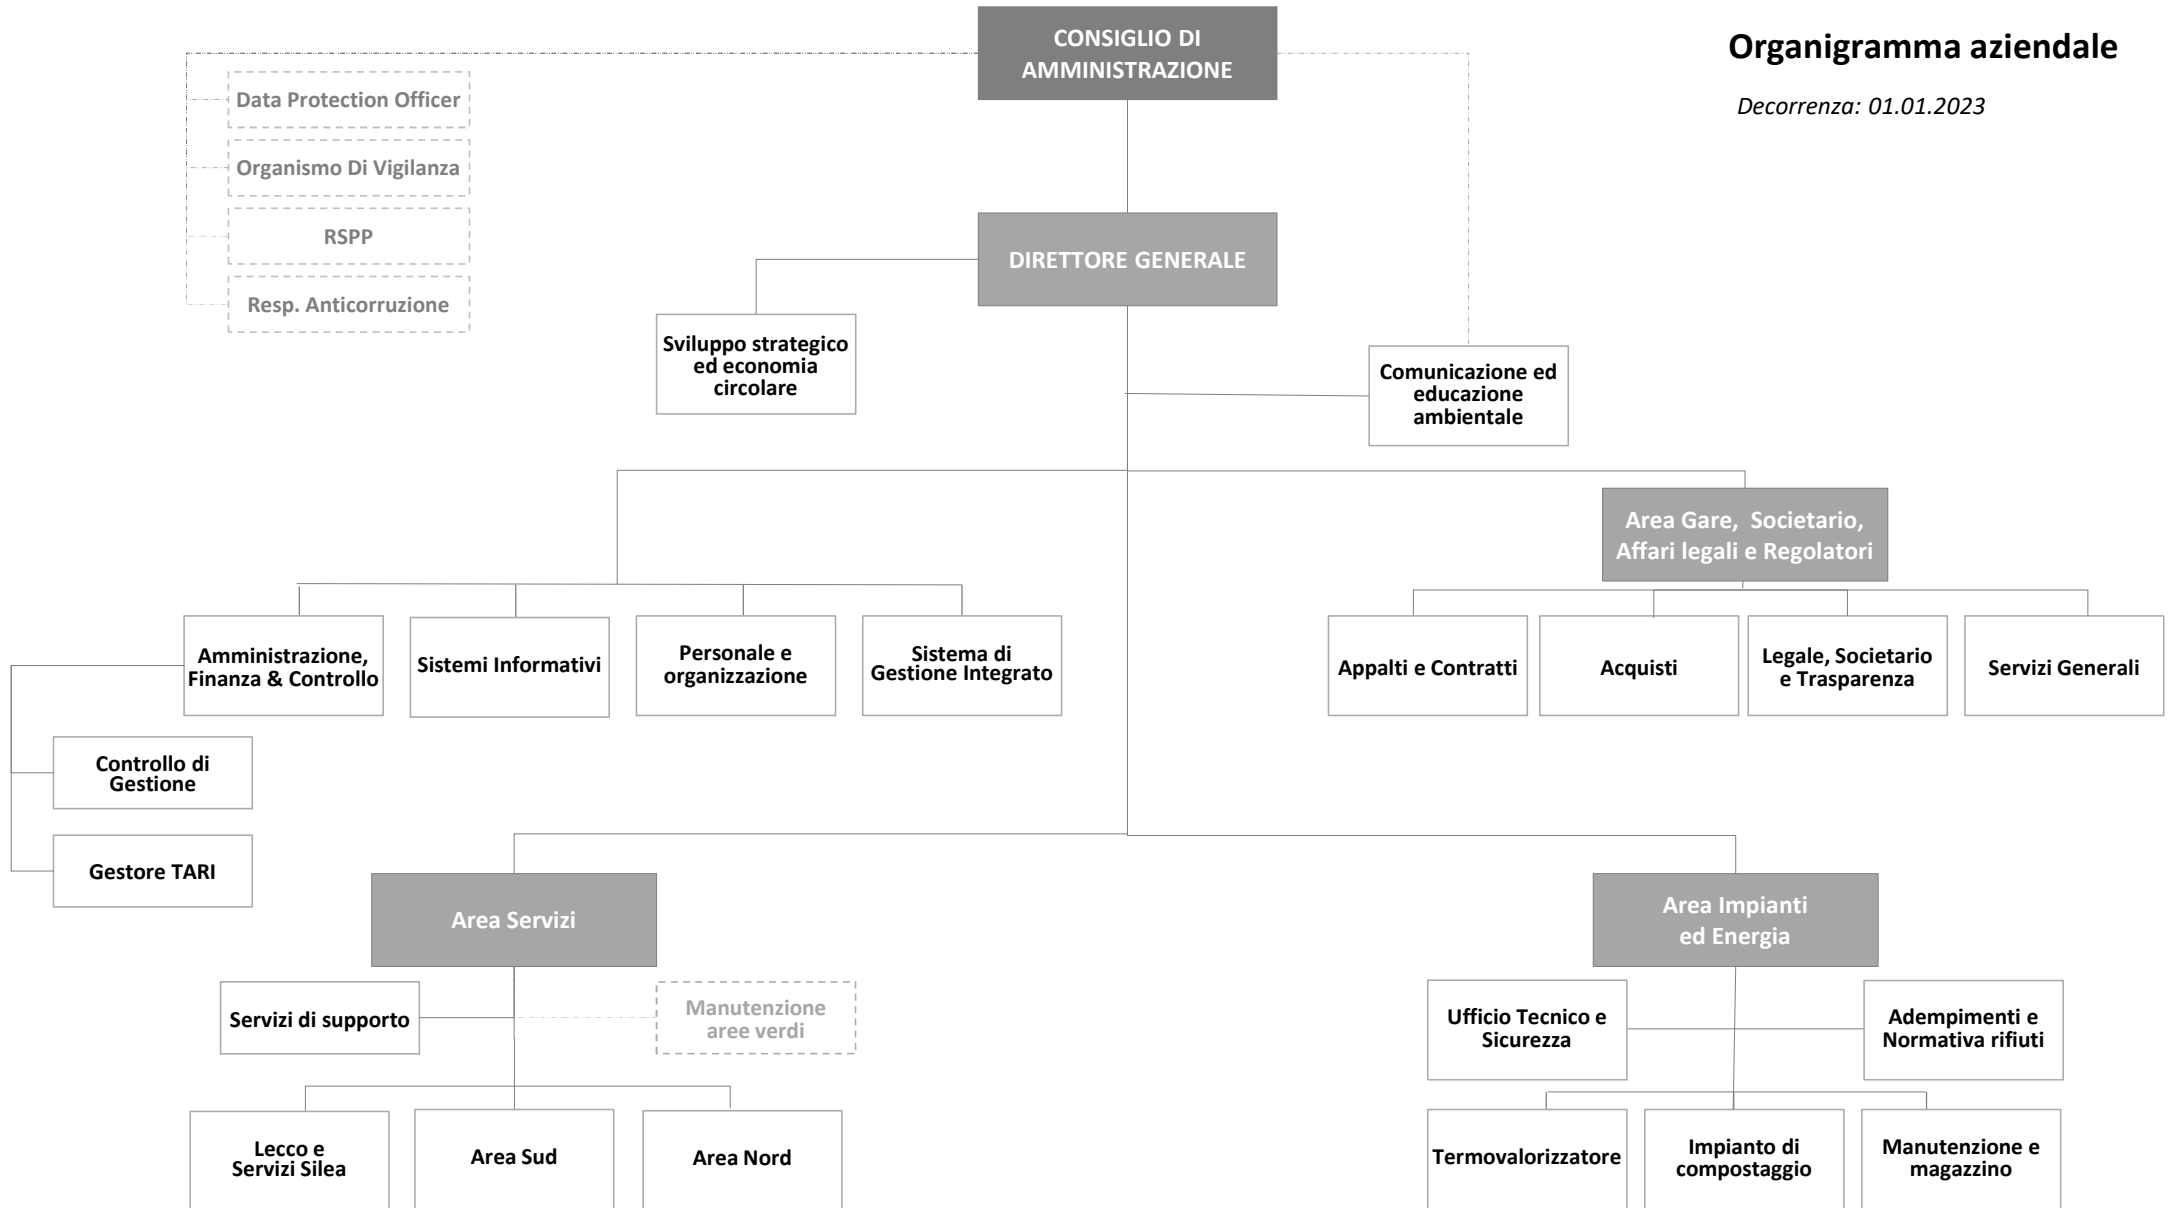 CONSIGLIO DI
AMMINISTRAZIONE
Organigramma aziendale
Decorrenza: 01.01.2023
Data Protection Officer
Organismo Di Vigilanza
RSPP
Resp. Anticorruzione
DIRETTORE GENERALE
Sviluppo strategico
ed economia
circolare
Comunicazione ed
educazione
ambientale
Area Gare, Societario,
Affari legali e Regolatori
Amministrazione,
Finanza & Controllo
Sistemi Informativi
Personale e
organizzazione
Sistema di
Gestione Integrato
Appalti e Contratti
Acquisti
Legale, Societario
e Trasparenza
Servizi Generali
Controllo di
Gestione
Gestore TARI
Area Servizi
Area Impianti
ed Energia
Servizi di supporto
Manutenzione
aree verdi
Ufficio Tecnico e
Sicurezza
Adempimenti e
Normativa rifiuti
Lecco e
Servizi Silea
Area Sud
Area Nord
Termovalorizzatore
Impianto di
compostaggio
Manutenzione e
magazzino